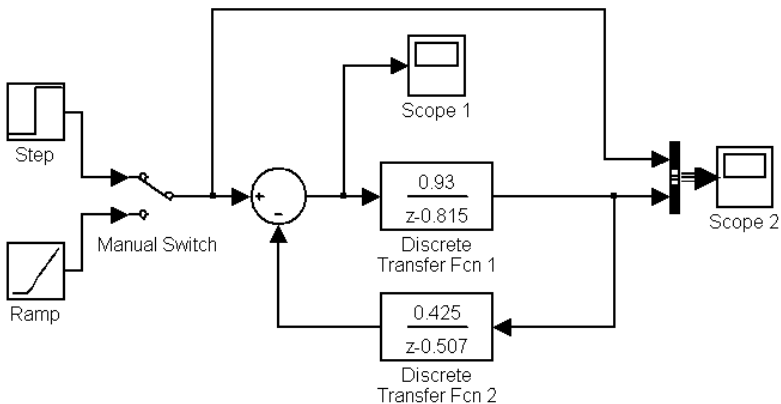 Scope 1
Step
+
-
0.93
z-0.815
Scope 2
Manual Switch
Discrete
Transfer Fcn 1
Ramp
0.425
z-0.507
Discrete
Transfer Fcn 2